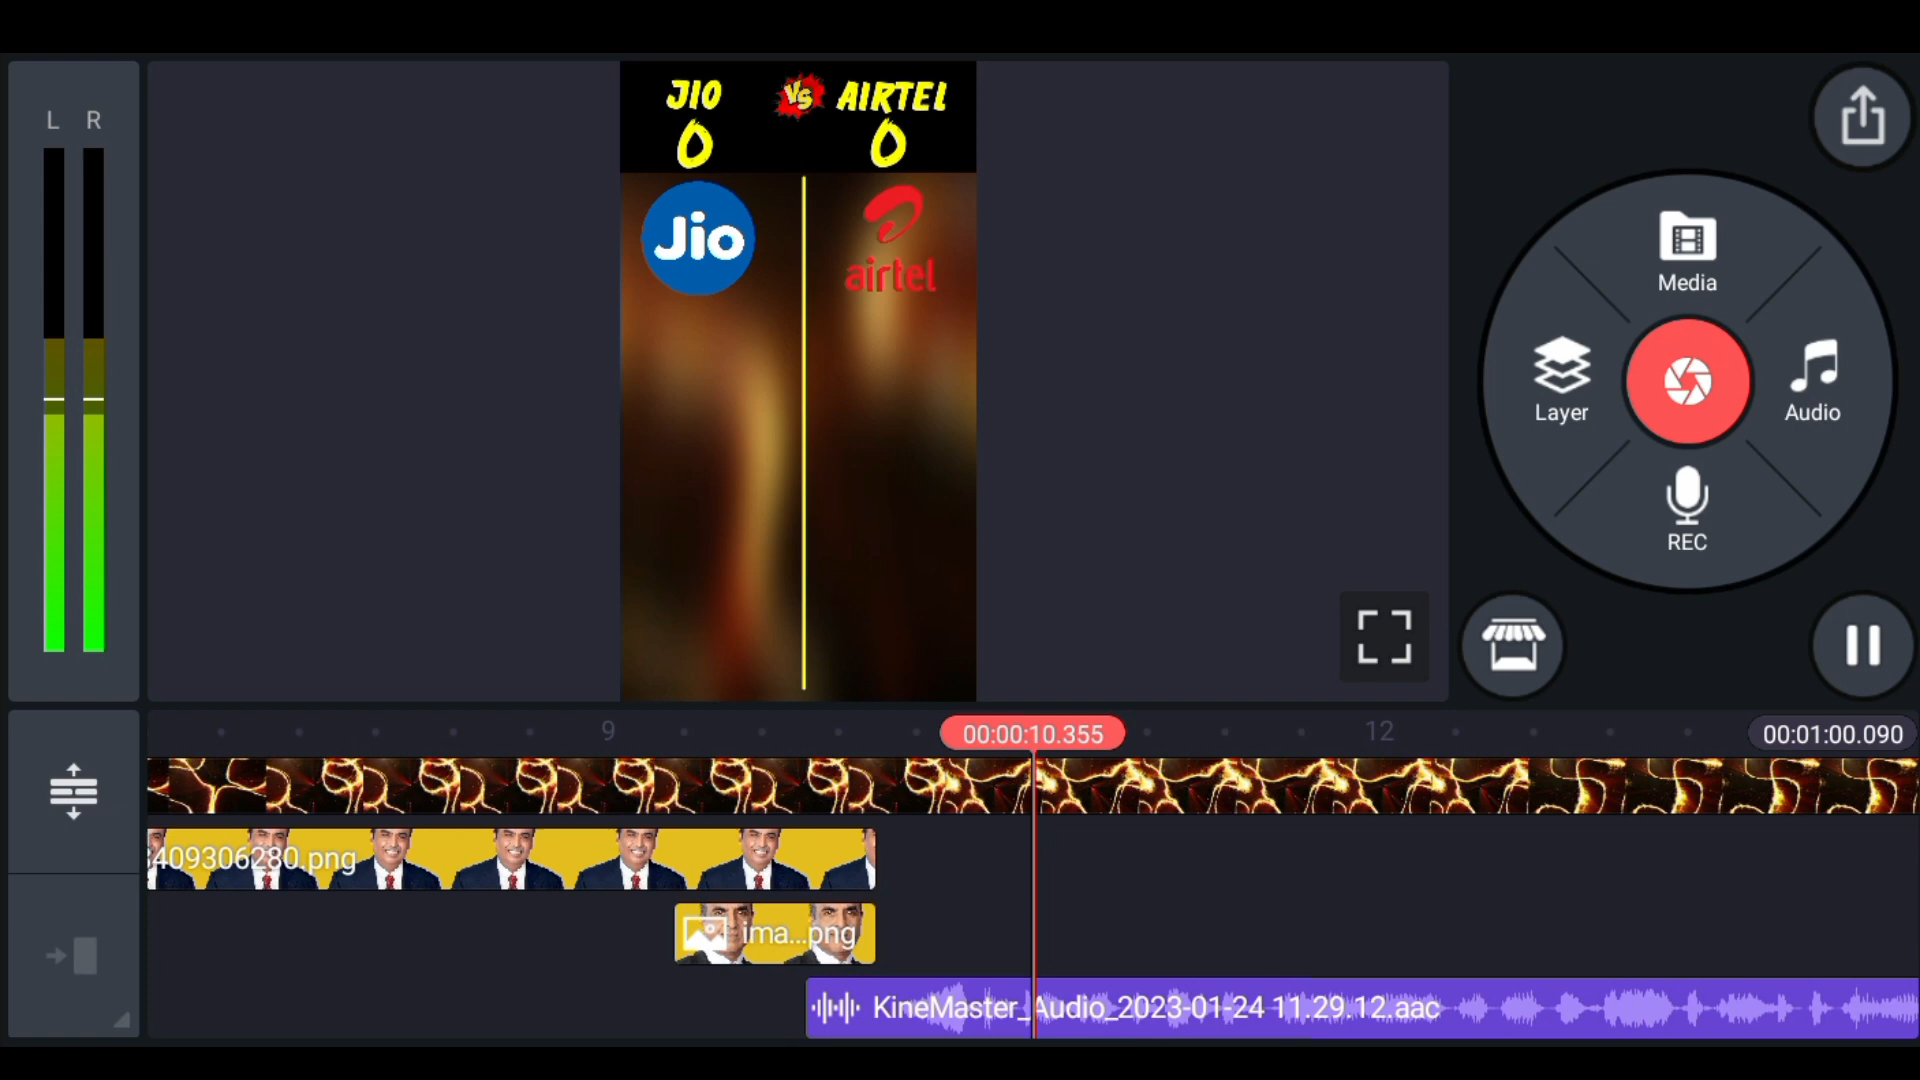 L R
JIO VS AIRTEL
0 0
Jio
airtel
Media
Layer
Audio
REC
9
00:00:10.355
12
00:01:00.090
409306280.png
ima...png
KineMaster_Audio_2023-01-24 11.29.12.aac